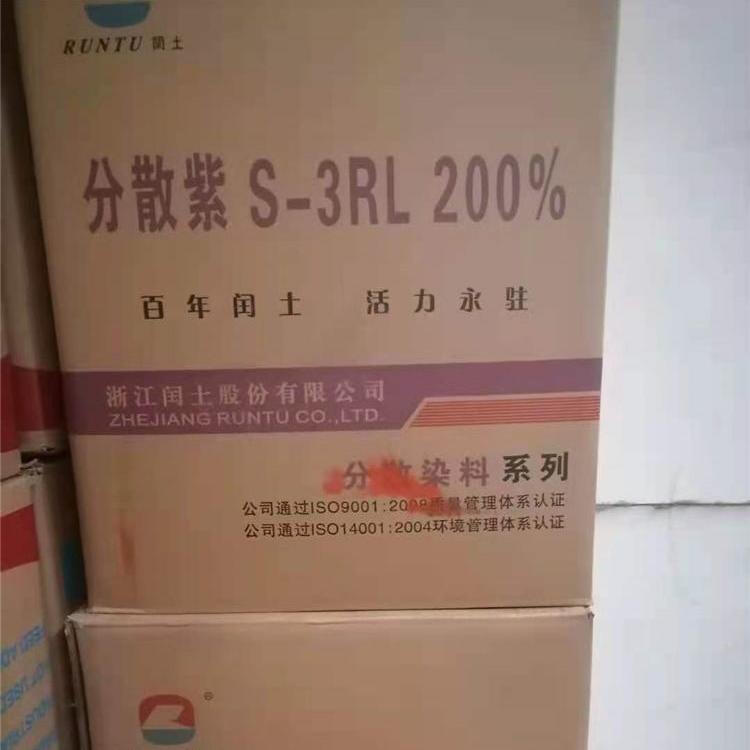 RUNTU 闰土
分散紫 S-3RL 200%
百年闰土 活力永驻
浙江闰土股份有限公司
ZHEJIANG RUNTU CO.,LTD.
分散染料系列
公司通过ISO9001:2008质量管理体系认证
公司通过ISO14001:2004环境管理体系认证
®